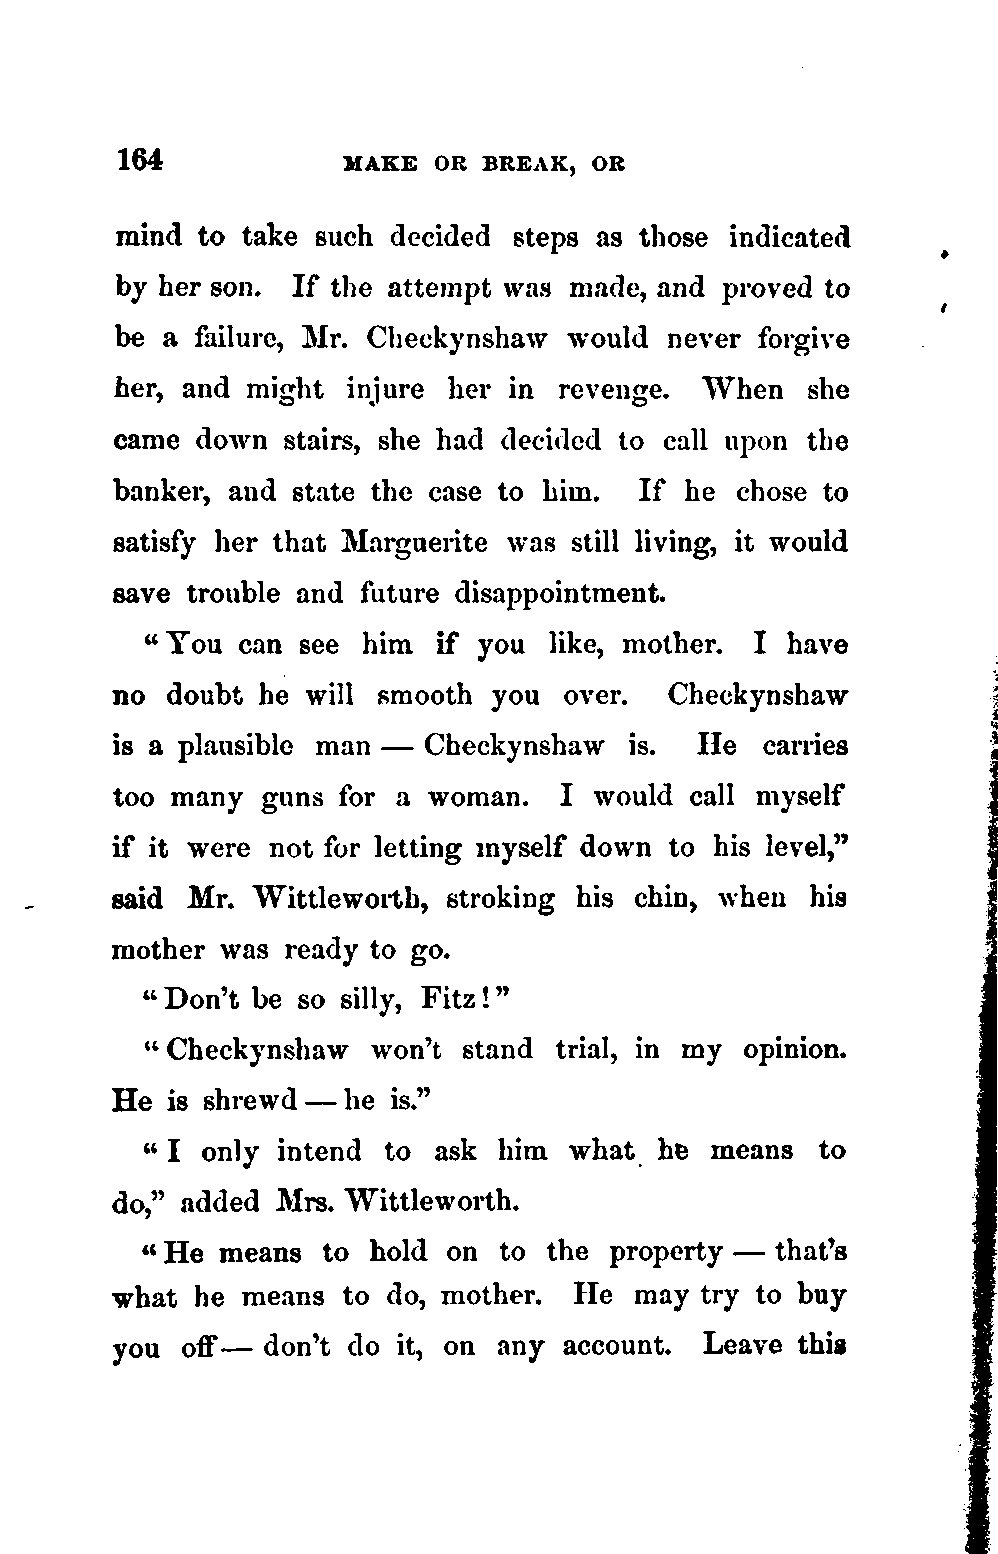 164 MAKE OR BREAK, OR
mind to take such decided steps as those indicated
by her son. If the attempt was made, and proved to
be a failure, Mr. Checkynshaw would never forgive
her, and might injure her in revenge. When she
came down stairs, she had decided to call upon the
banker, and state the case to him. If he chose to
satisfy her that Marguerite was still living, it would
save trouble and future disappointment.
“You can see him if you like, mother. I have
no doubt he will smooth you over. Checkynshaw
is a plausible man — Checkynshaw is. He carries
too many guns for a woman. I would call myself
if it were not for letting myself down to his level,”
said Mr. Wittleworth, stroking his chin, when his
mother was ready to go.
“Don’t be so silly, Fitz!”
“Checkynshaw won’t stand trial, in my opinion.
He is shrewd — he is.”
“I only intend to ask him what he means to
do,” added Mrs. Wittleworth.
“He means to hold on to the property — that’s
what he means to do, mother. He may try to buy
you off — don’t do it, on any account. Leave this